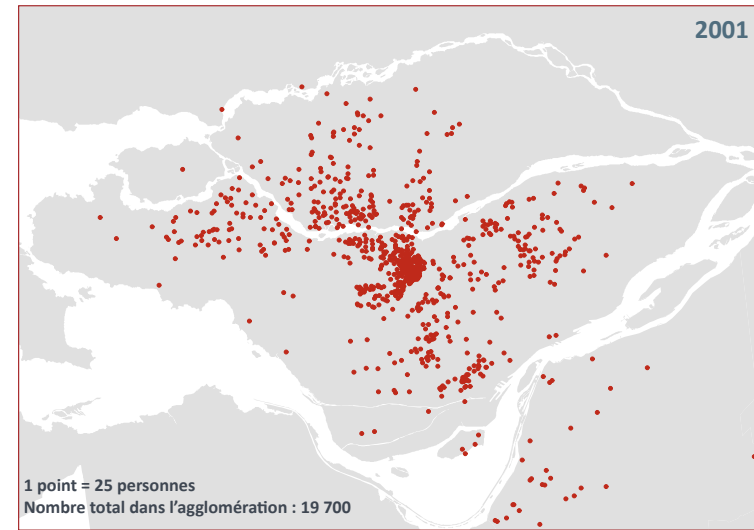 2001
1 point = 25 personnes
Nombre total dans l'agglomération : 19 700